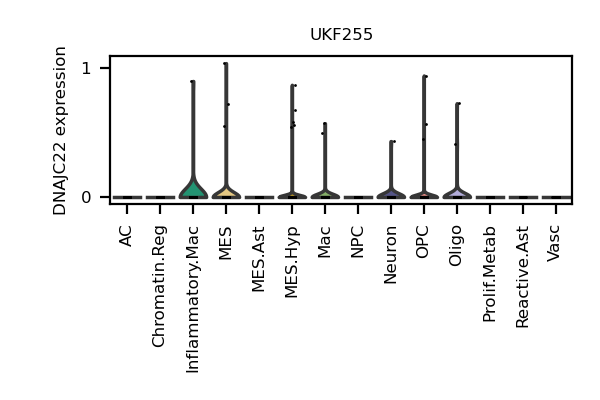 UKF255
DNAJC22 expression
1
0
AC
Chromatin.Reg
Inflammatory.Mac
MES
MES.Ast
MES.Hyp
Mac
NPC
Neuron
OPC
Oligo
Prolif.Metab
Reactive.Ast
Vasc